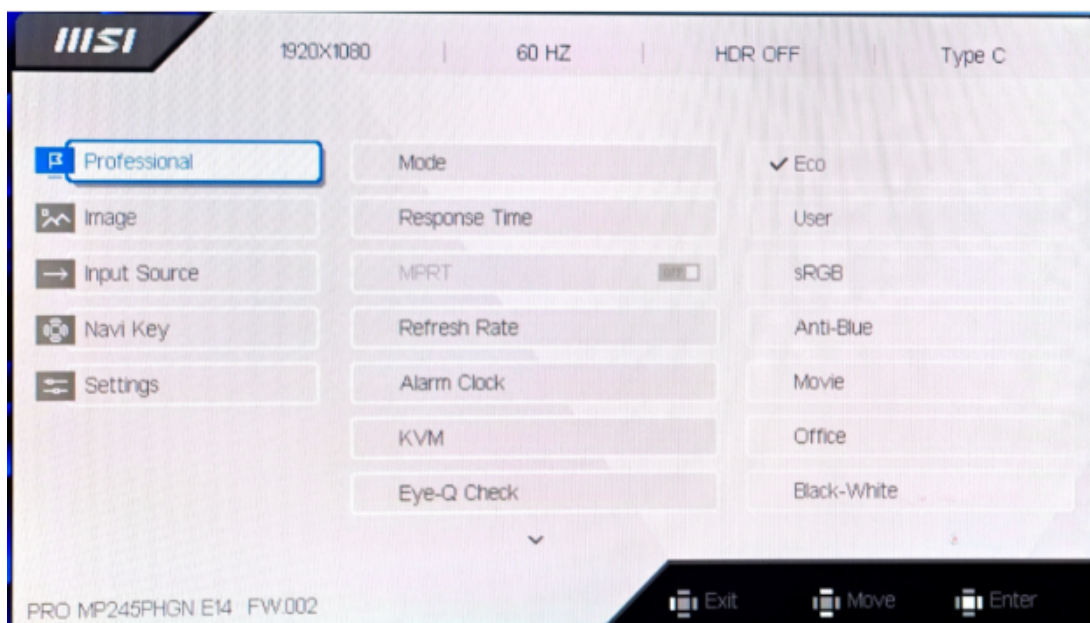 msi
1920X1080 60 HZ HDR OFF Type C
Professional Mode ✓ Eco
Image Response Time User
Input Source MPRT OFF sRGB
Navi Key Refresh Rate Anti-Blue
Settings Alarm Clock Movie
KVM Office
Eye-Q Check Black-White
PRO MP245PHGN E14 FW.002 Exit Move Enter